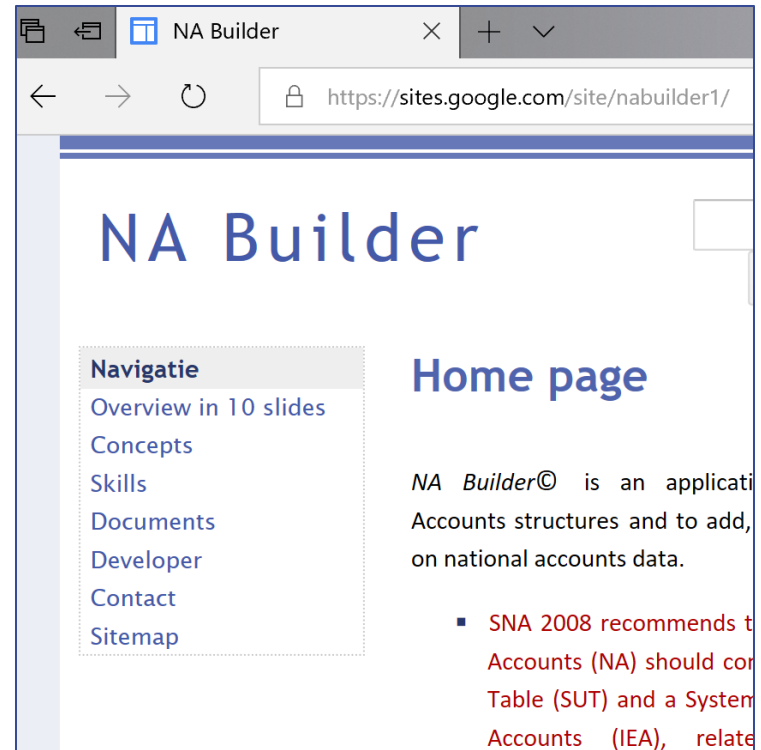 NA Builder
https://sites.google.com/site/nabuilder1/
NA Builder
Navigatie
Overview in 10 slides
Concepts
Skills
Documents
Developer
Contact
Sitemap
Home page
NA Builder© is an applicati
Accounts structures and to add,
on national accounts data.
▪ SNA 2008 recommends t
Accounts (NA) should cor
Table (SUT) and a System
Accounts (IEA), relate